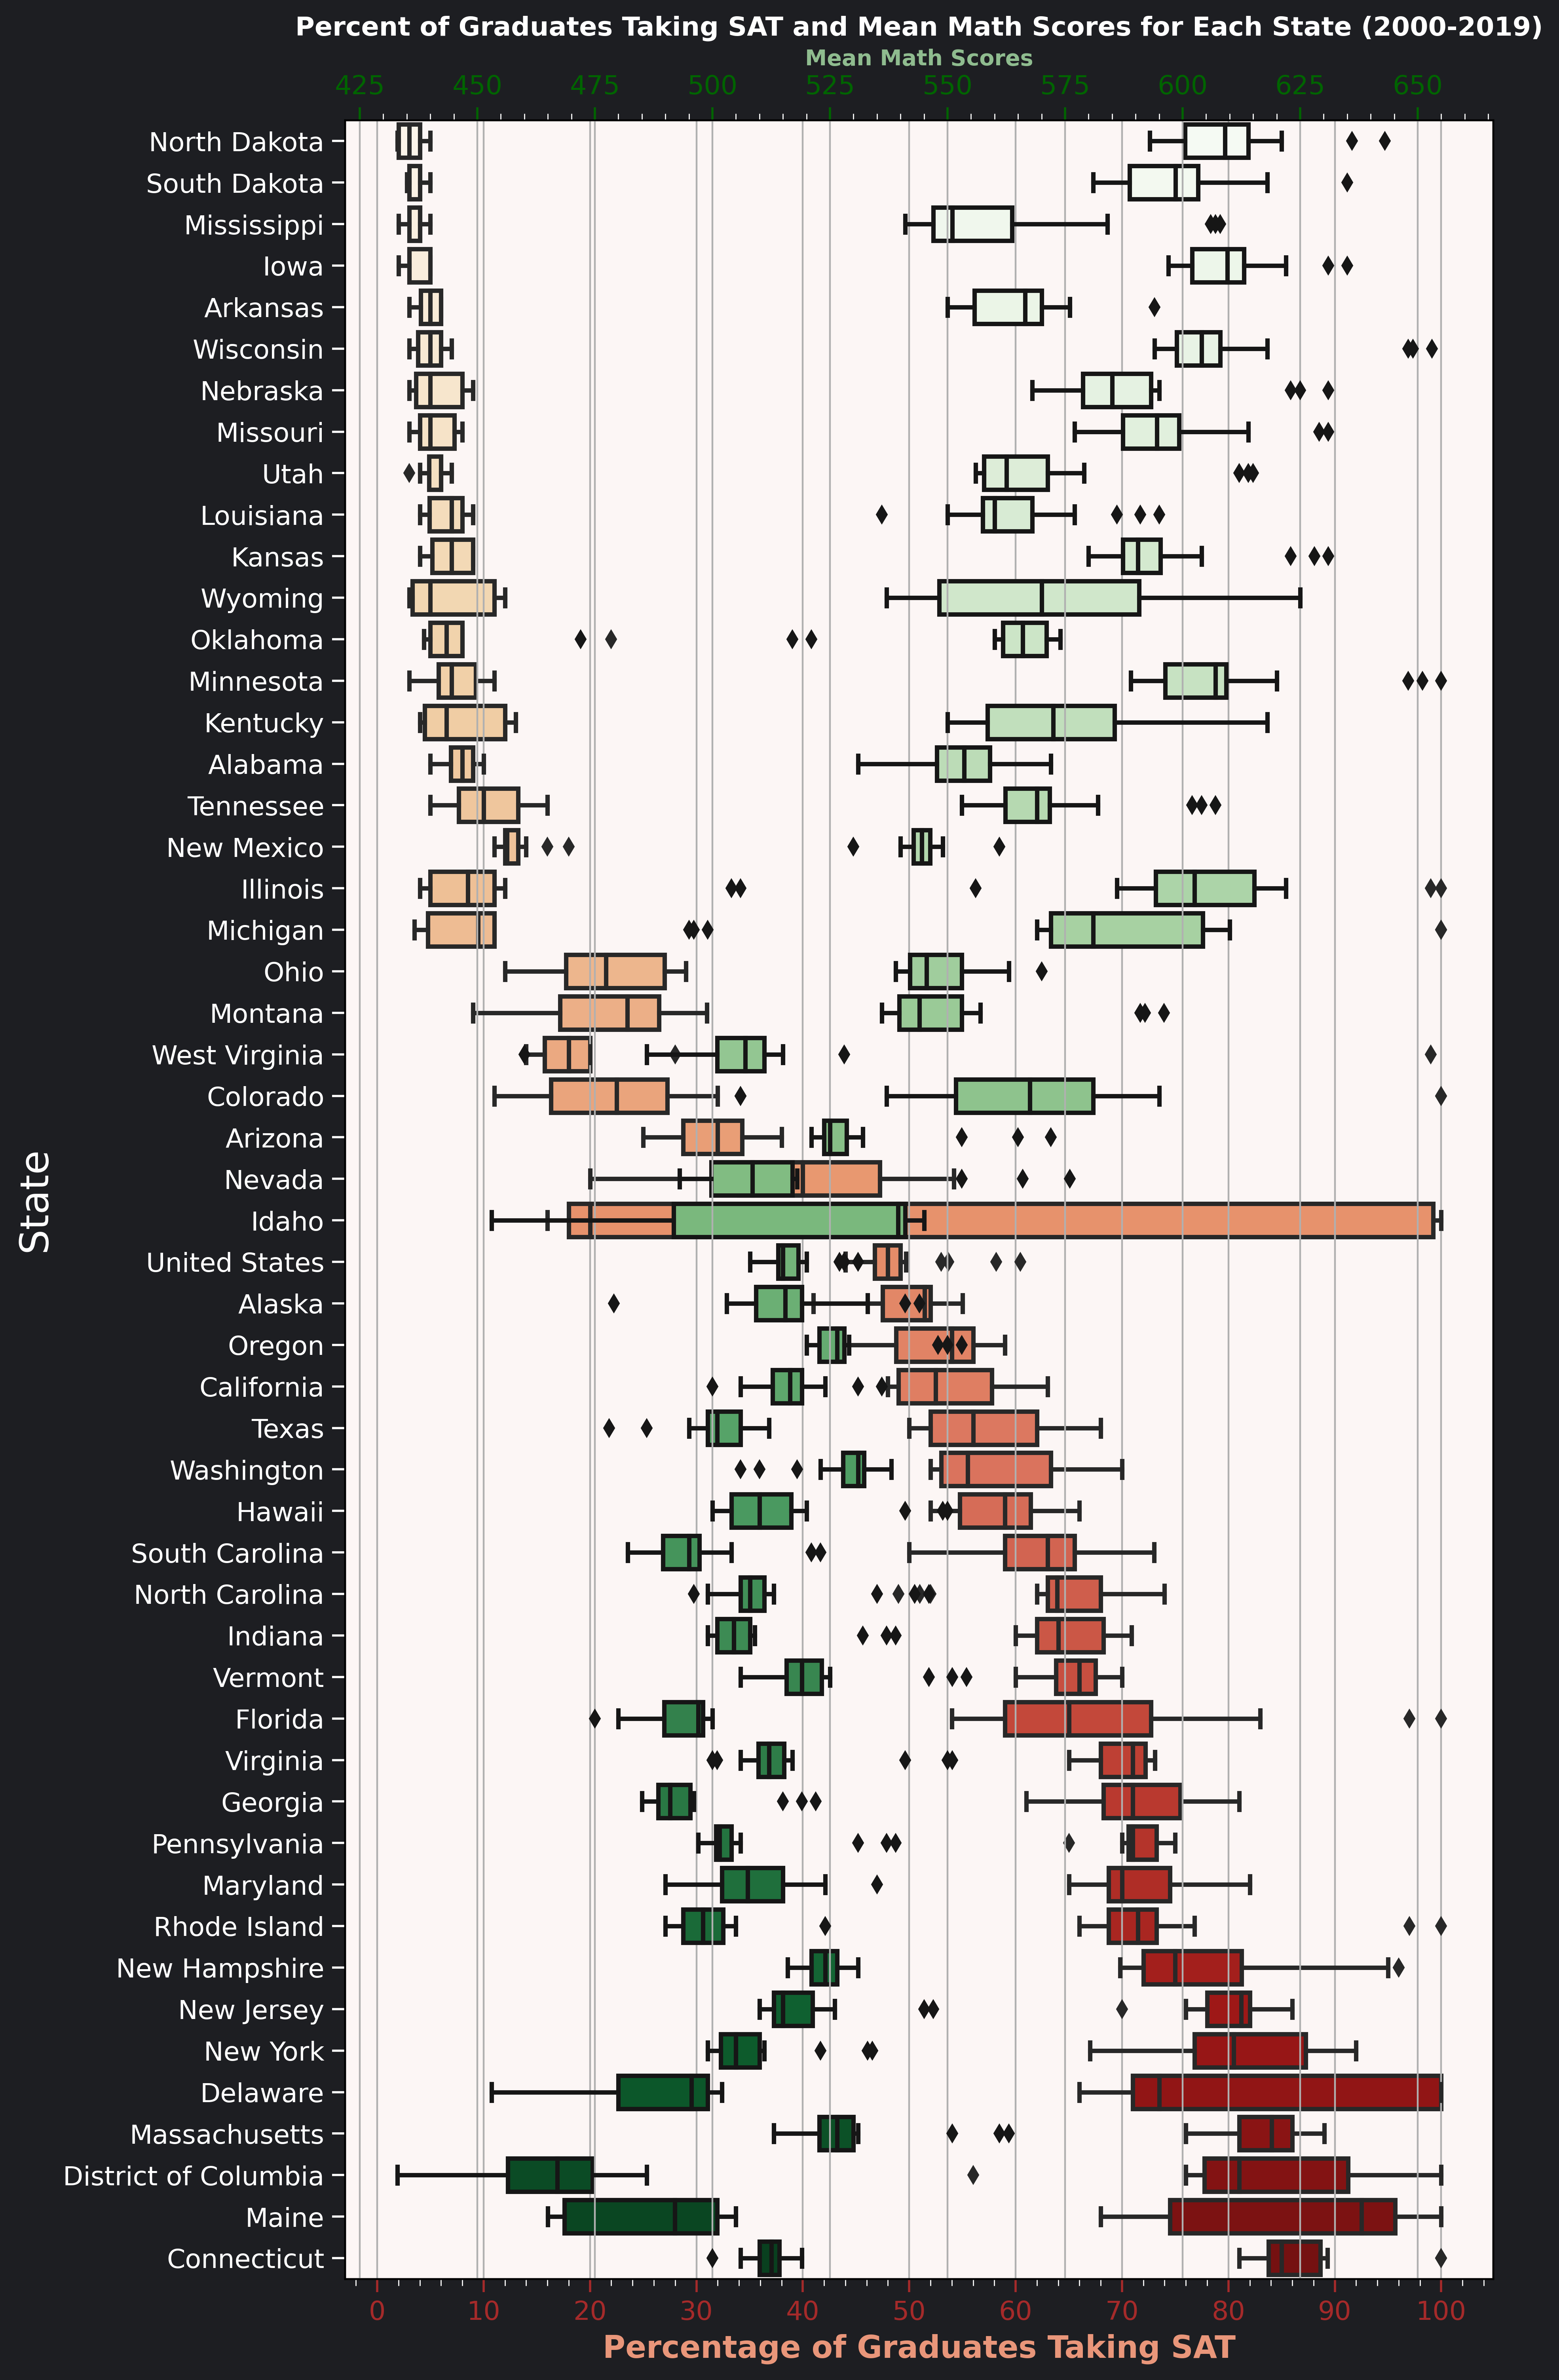 Percent of Graduates Taking SAT and Mean Math Scores for Each State (2000-2019)
Mean Math Scores
425 450 475 500 525 550 575 600 625 650
North Dakota
South Dakota
Mississippi
Iowa
Arkansas
Wisconsin
Nebraska
Missouri
Utah
Louisiana
Kansas
Wyoming
Oklahoma
Minnesota
Kentucky
Alabama
Tennessee
New Mexico
Illinois
Michigan
Ohio
Montana
West Virginia
Colorado
Arizona
Nevada
Idaho
United States
Alaska
Oregon
California
Texas
Washington
Hawaii
South Carolina
North Carolina
Indiana
Vermont
Florida
Virginia
Georgia
Pennsylvania
Maryland
Rhode Island
New Hampshire
New Jersey
New York
Delaware
Massachusetts
District of Columbia
Maine
Connecticut
State
0 10 20 30 40 50 60 70 80 90 100
Percentage of Graduates Taking SAT